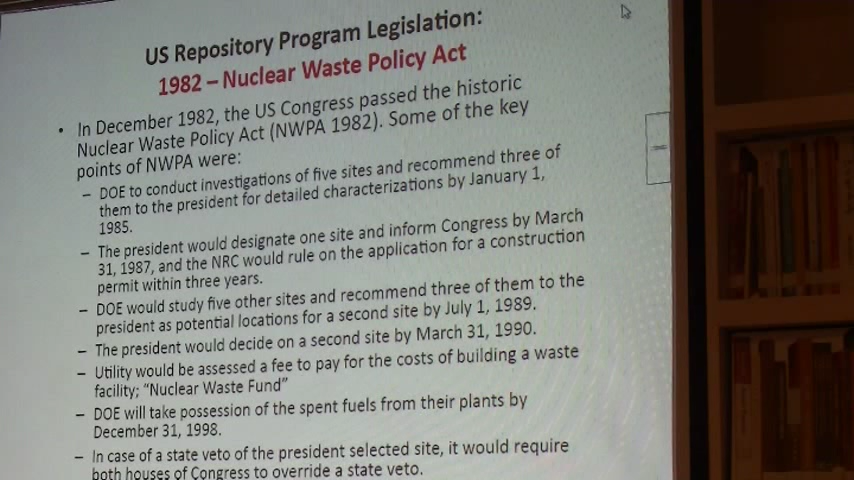 US Repository Program Legislation:
1982 – Nuclear Waste Policy Act
• In December 1982, the US Congress passed the historic
Nuclear Waste Policy Act (NWPA 1982). Some of the key
points of NWPA were:
– DOE to conduct investigations of five sites and recommend three of
them to the president for detailed characterizations by January 1,
1985.
– The president would designate one site and inform Congress by March
31, 1987, and the NRC would rule on the application for a construction
permit within three years.
– DOE would study five other sites and recommend three of them to the
president as potential locations for a second site by July 1, 1989.
– The president would decide on a second site by March 31, 1990.
– Utility would be assessed a fee to pay for the costs of building a waste
facility; “Nuclear Waste Fund”
– DOE will take possession of the spent fuels from their plants by
December 31, 1998.
– In case of a state veto of the president selected site, it would require
both houses of Congress to override a state veto.